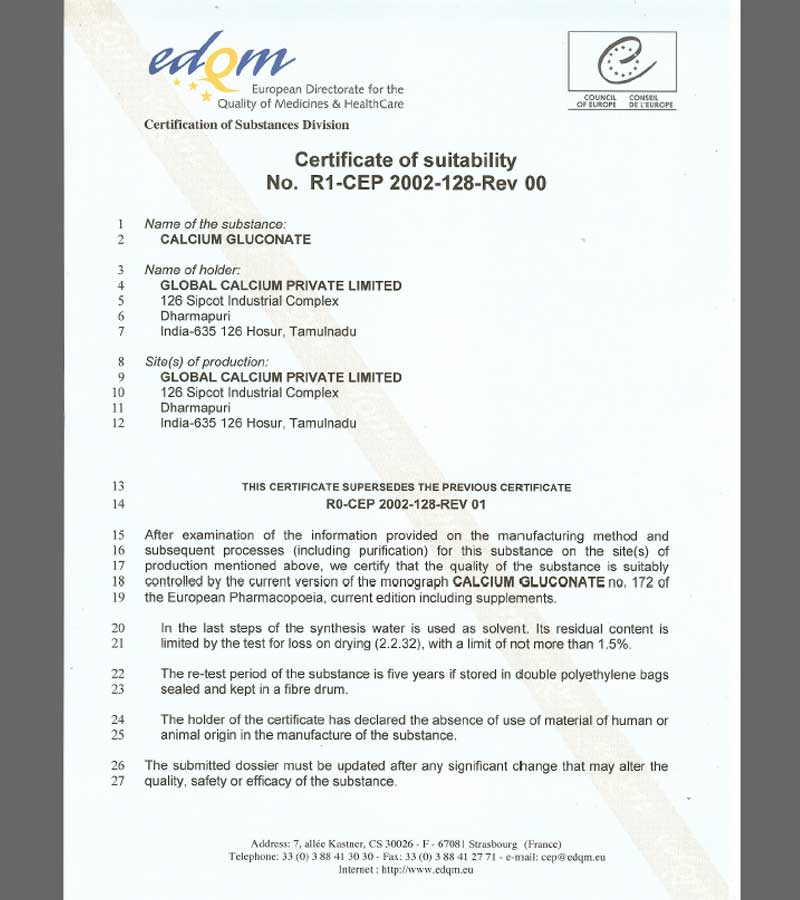 edQm
European Directorate for the
Quality of Medicines & HealthCare
Certification of Substances Division
COUNCIL OF EUROPE
CONSEIL DE L'EUROPE
Certificate of suitability
No. R1-CEP 2002-128-Rev 00
1 Name of the substance:
2 CALCIUM GLUCONATE
3 Name of holder:
4 GLOBAL CALCIUM PRIVATE LIMITED
5 126 Sipcot Industrial Complex
6 Dharmapuri
7 India-635 126 Hosur, Tamulnadu
8 Site(s) of production:
9 GLOBAL CALCIUM PRIVATE LIMITED
10 126 Sipcot Industrial Complex
11 Dharmapuri
12 India-635 126 Hosur, Tamulnadu
13 THIS CERTIFICATE SUPERSEDES THE PREVIOUS CERTIFICATE
14 R0-CEP 2002-128-REV 01
15 After examination of the information provided on the manufacturing method and
16 subsequent processes (including purification) for this substance on the site(s) of
17 production mentioned above, we certify that the quality of the substance is suitably
18 controlled by the current version of the monograph CALCIUM GLUCONATE no. 172 of
19 the European Pharmacopoeia, current edition including supplements.
20 In the last steps of the synthesis water is used as solvent. Its residual content is
21 limited by the test for loss on drying (2.2.32), with a limit of not more than 1.5%.
22 The re-test period of the substance is five years if stored in double polyethylene bags
23 sealed and kept in a fibre drum.
24 The holder of the certificate has declared the absence of use of material of human or
25 animal origin in the manufacture of the substance.
26 The submitted dossier must be updated after any significant change that may alter the
27 quality, safety or efficacy of the substance.
Address: 7, allée Kastner, CS 30026 - F - 67081 Strasbourg (France)
Telephone: 33 (0) 3 88 41 30 30 - Fax: 33 (0) 3 88 41 27 71 - e-mail: cep@edqm.eu
Internet : http://www.edqm.eu